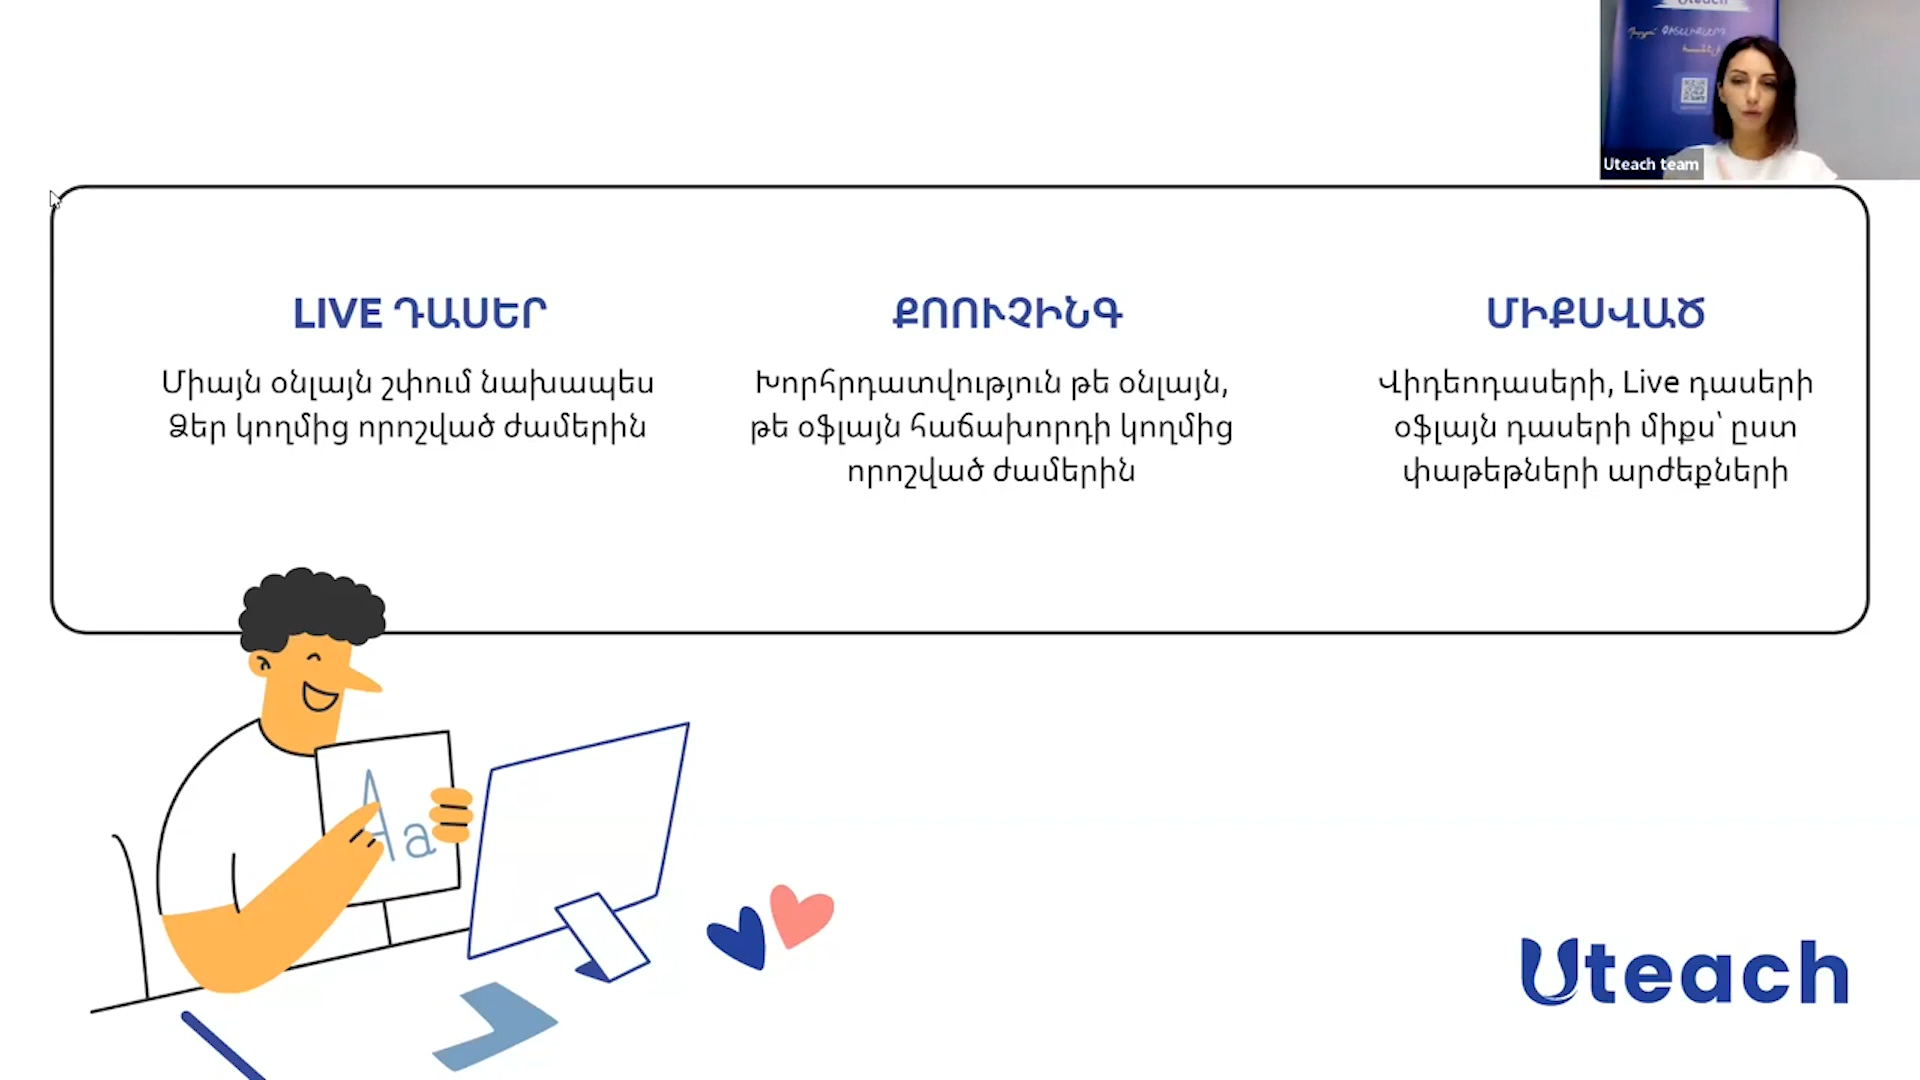 Uteach
Uteach team
LIVE ԴԱՍԵՐ
Միայն օնլայն շփում նախապես
Ձեր կողմից որոշված ժամերին
ՔՈՈՒՉԻՆԳ
Խորհրդատվություն թե օնլայն,
թե օֆլայն հաճախորդի կողմից
որոշված ժամերին
ՄԻՔՍՎԱԾ
Վիդեոդասերի, Live դասերի
օֆլայն դասերի միքս՝ ըստ
փաթեթների արժեքների
Aa
Uteach